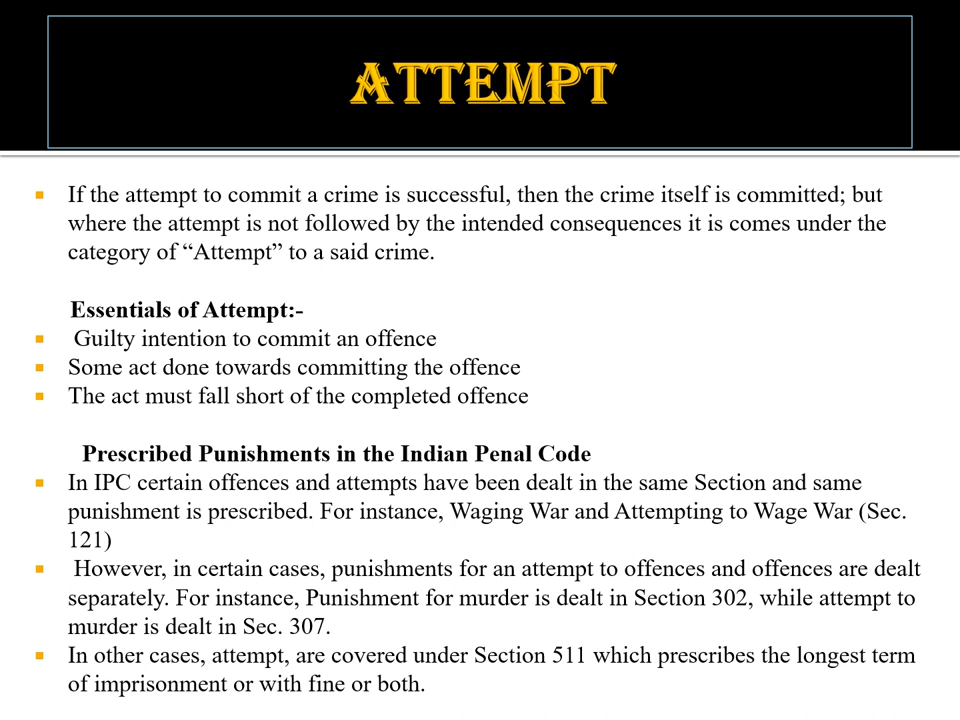 ATTEMPT
If the attempt to commit a crime is successful, then the crime itself is committed; but
where the attempt is not followed by the intended consequences it is comes under the
category of “Attempt” to a said crime.
Essentials of Attempt:-
Guilty intention to commit an offence
Some act done towards committing the offence
The act must fall short of the completed offence
Prescribed Punishments in the Indian Penal Code
In IPC certain offences and attempts have been dealt in the same Section and same
punishment is prescribed. For instance, Waging War and Attempting to Wage War (Sec.
121)
However, in certain cases, punishments for an attempt to offences and offences are dealt
separately. For instance, Punishment for murder is dealt in Section 302, while attempt to
murder is dealt in Sec. 307.
In other cases, attempt, are covered under Section 511 which prescribes the longest term
of imprisonment or with fine or both.